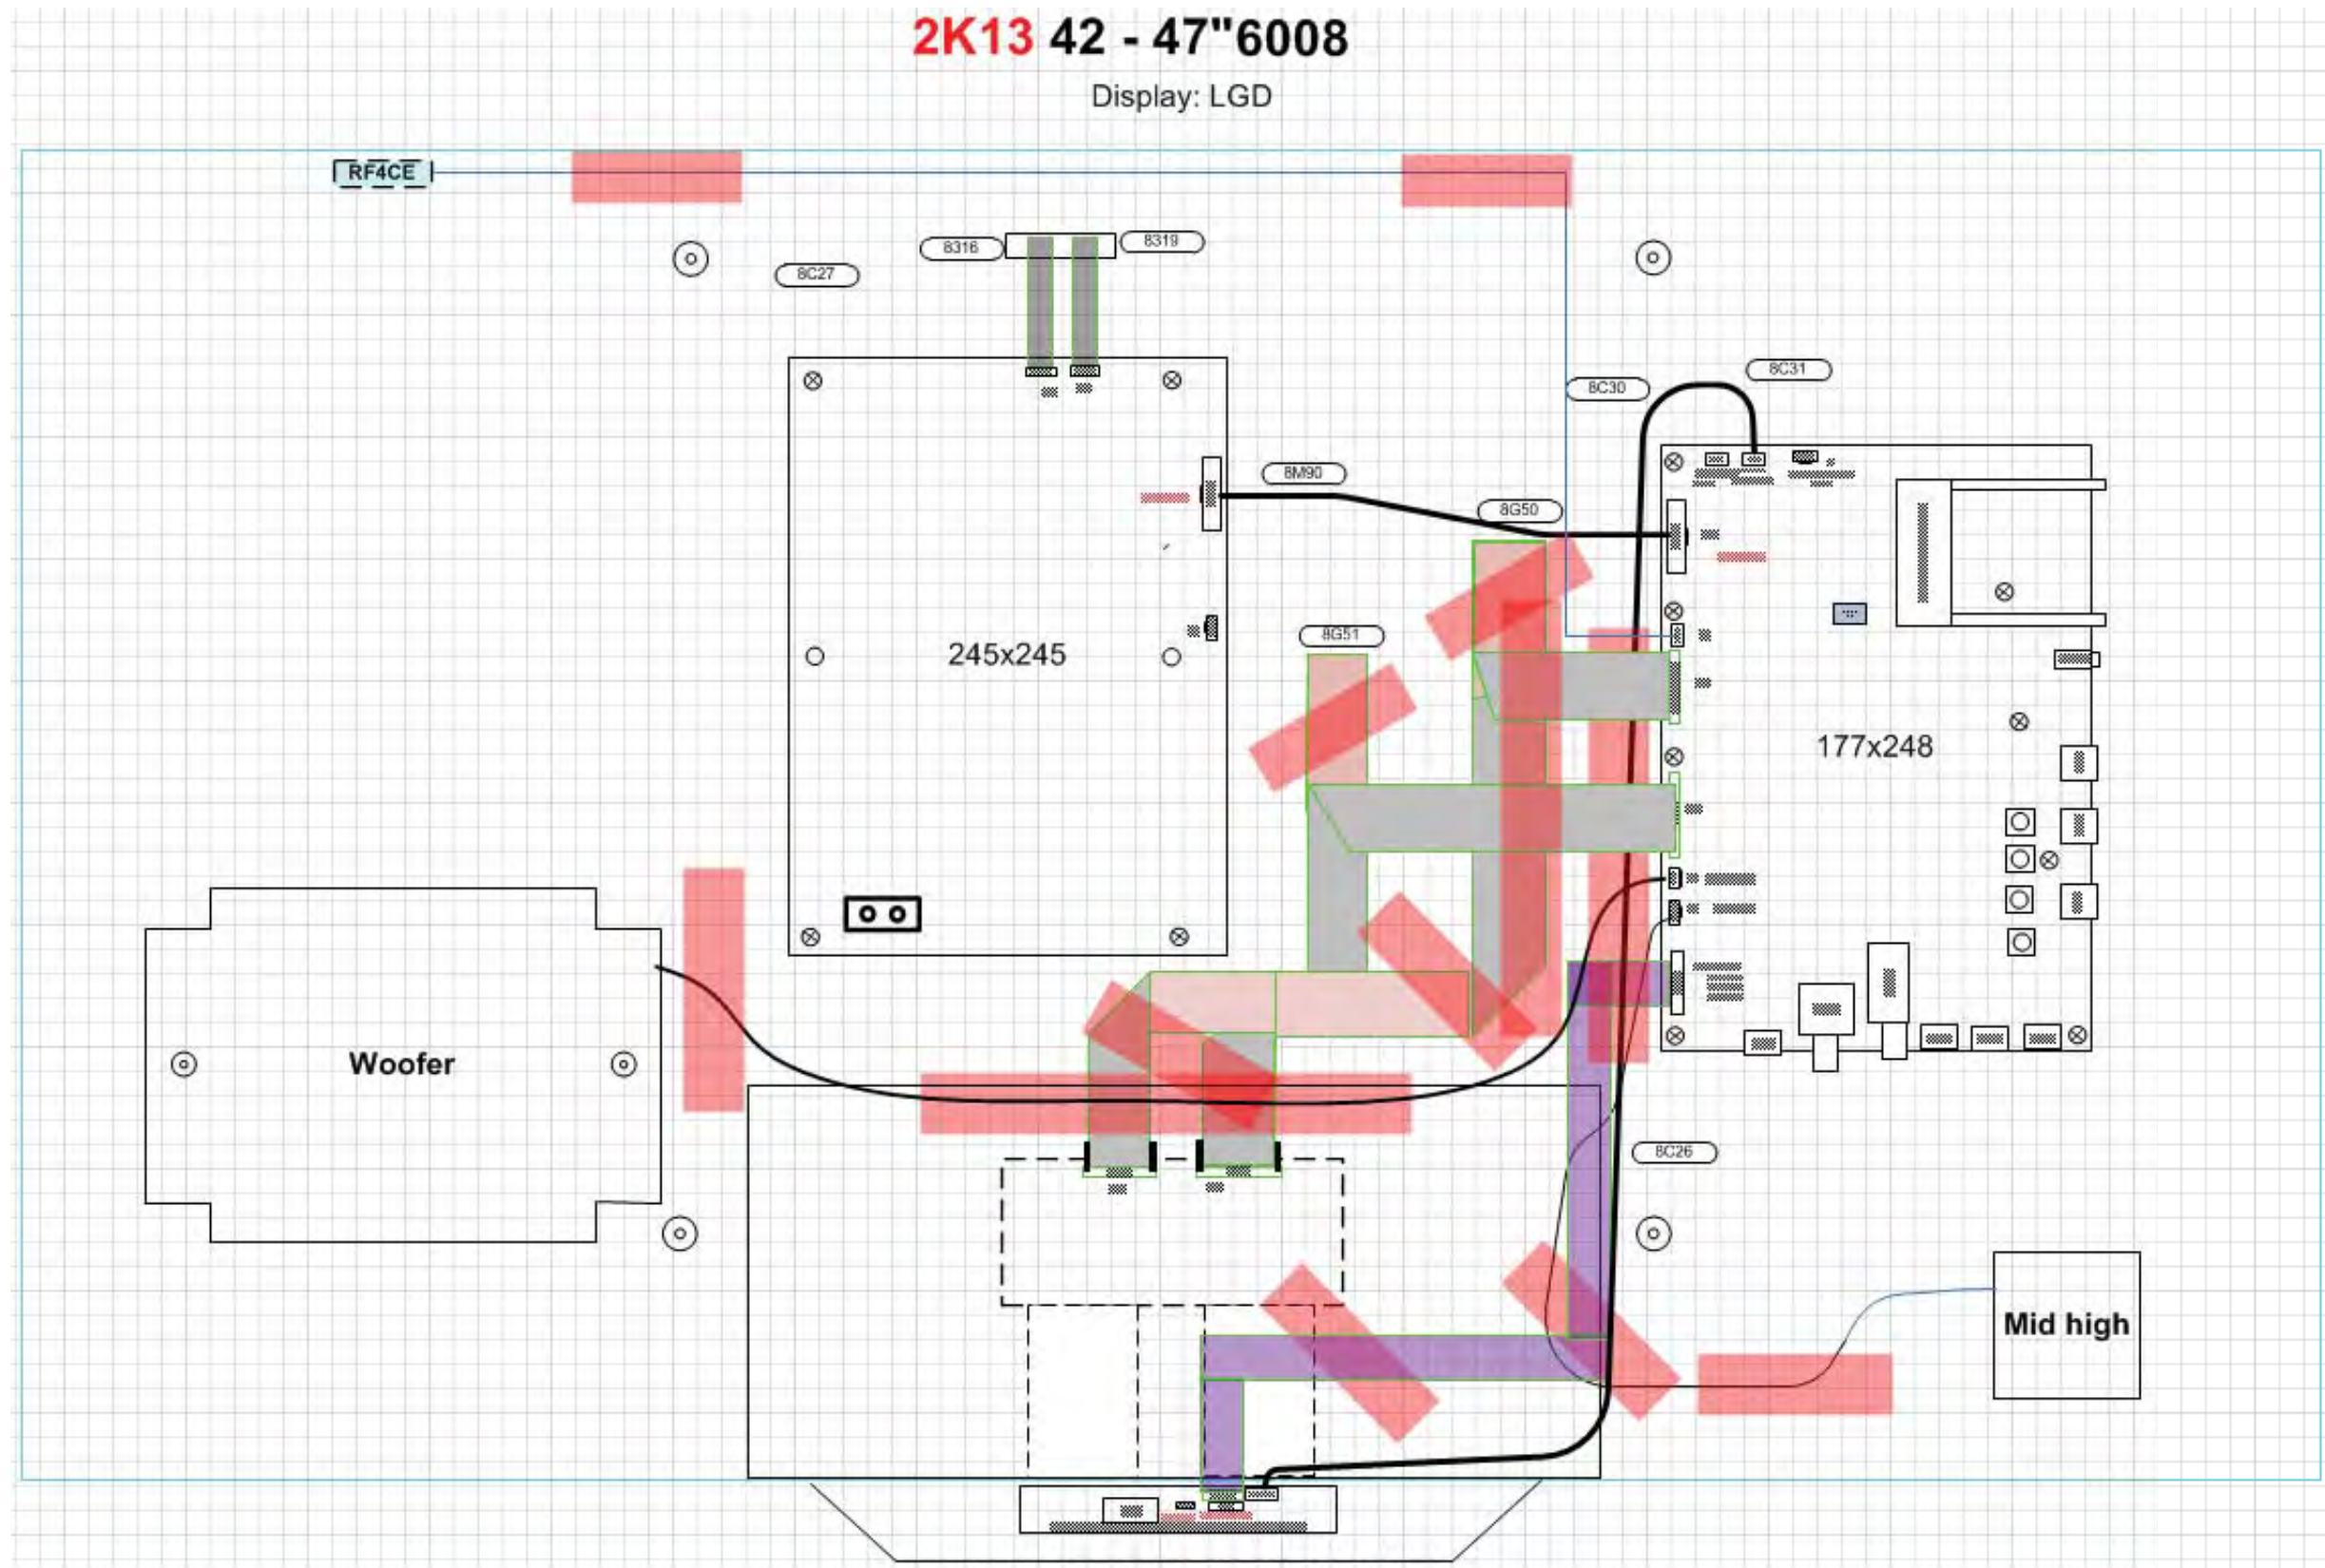 2K13 42 - 47"6008
Display: LGD
RF4CE
8316
8319
8C27
8C30
8C31
8M90
8G50
8G51
245x245
177x248
Woofer
8C26
Mid high